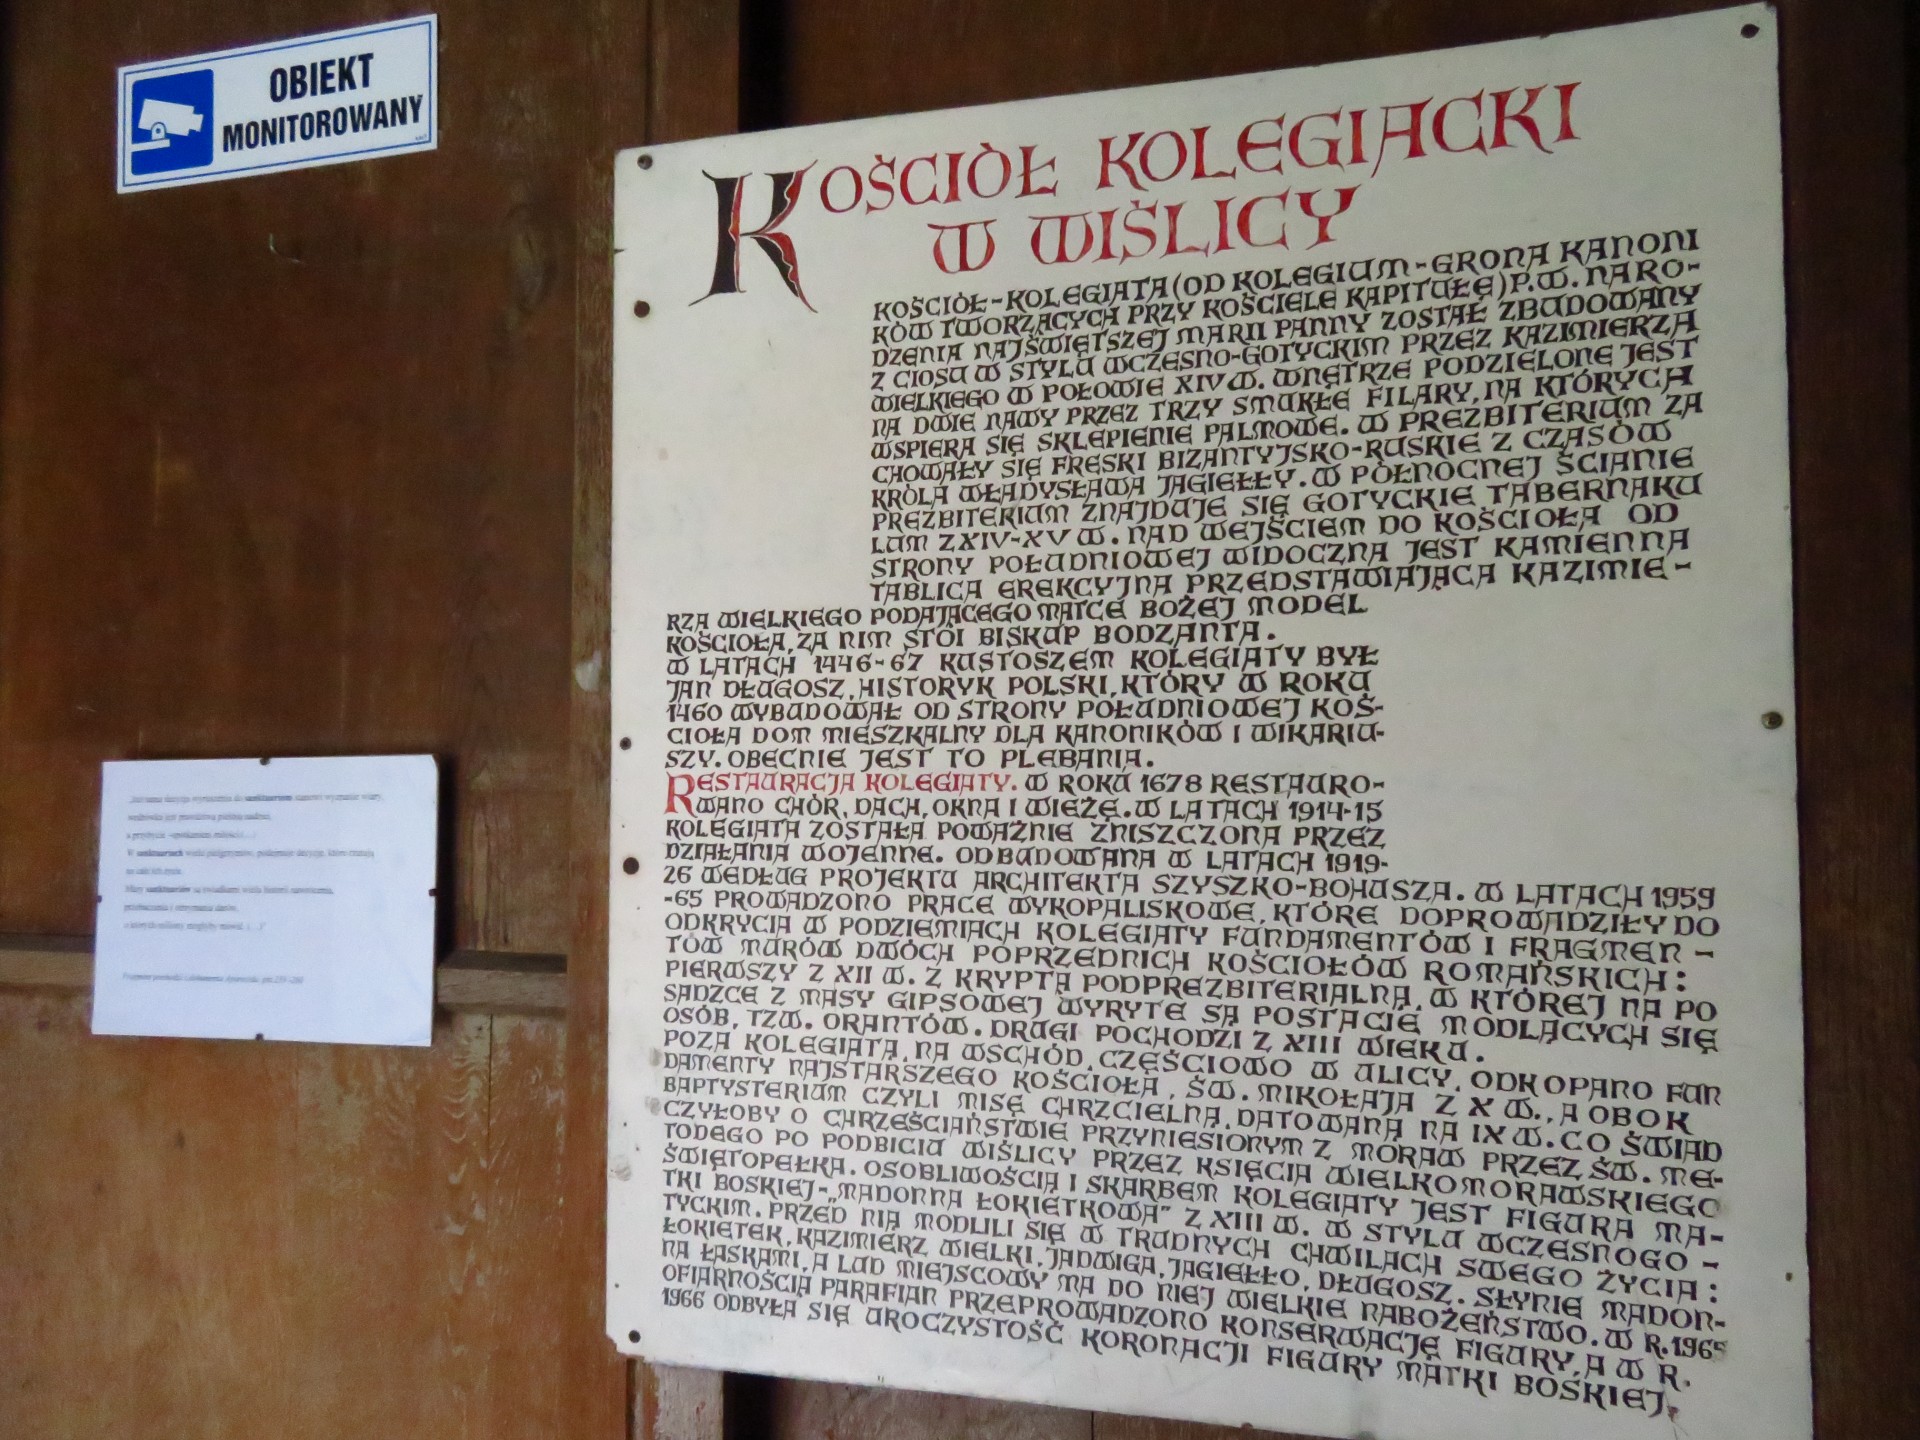 OBIEKT
MONITOROWANY
KOŚCIÓŁ KOLEGIACKI
W WIŚLICY
KOŚCIÓŁ-KOLEGIATA (OD KOLEGIUM-GRONA KANONI
KÓW TWORZĄCYCH PRZY KOŚCIELE KAPITUŁĘ) P.W. NARO-
DZENIA NAJŚWIĘTSZEJ MARII PANNY ZOSTAŁ ZBUDOWANY
Z CIOSU W STYLU WCZESNO-GOTYCKIM PRZEZ KAZIMIERZA
WIELKIEGO W POŁOWIE XIV W. WNĘTRZE PODZIELONE JEST
NA DWIE NAWY PRZEZ TRZY SMUKŁE FILARY, NA KTÓRYCH
WSPIERA SIĘ SKLEPIENIE PALMOWE. W PREZBITERIUM ZA
CHOWAŁY SIĘ FRESKI BIZANTYJSKO-RUSKIE Z CZASÓW
KRÓLA WŁADYSŁAWA JAGIEŁŁY. W PÓŁNOCNEJ ŚCIANIE
PREZBITERIUM ZNAJDUJE SIĘ GOTYCKIE TABERNAKU
LUM Z XIV-XV W. NAD WEJŚCIEM DO KOŚCIOŁA OD
STRONY POŁUDNIOWEJ WIDOCZNA JEST KAMIENNA
TABLICA EREKCYJNA PRZEDSTAWIAJĄCA KAZIMIE-
RZA WIELKIEGO PODAJĄCEGO MATCE BOŻEJ MODEL
KOŚCIOŁA, ZA NIM STOI BISKUP BODZANTA.
W LATACH 1446-67 KUSTOSZEM KOLEGIATY BYŁ
JAN DŁUGOSZ, HISTORYK POLSKI, KTÓRY W ROKU
1460 WYBUDOWAŁ OD STRONY POŁUDNIOWEJ KOŚ-
CIOŁA DOM MIESZKALNY DLA KANONIKÓW I WIKARIU-
SZY. OBECNIE JEST TO PLEBANIA.
RESTAURACJA KOLEGIATY. W ROKU 1678 RESTAURO-
WANO CHÓR, DACH, OKNA I WIEŻĘ. W LATACH 1914-15
KOLEGIATA ZOSTAŁA POWAŻNIE ZNISZCZONA PRZEZ
DZIAŁANIA WOJENNE. ODBUDOWANA W LATACH 1919-
26 WEDŁUG PROJEKTU ARCHITEKTA SZYSZKO-BOHUSZA. W LATACH 1959
-65 PROWADZONO PRACE WYKOPALISKOWE, KTÓRE DOPROWADZIŁY DO
ODKRYCIA W PODZIEMIACH KOLEGIATY FUNDAMENTÓW I FRAGMEN-
TÓW MURÓW DWÓCH POPRZEDNICH KOŚCIOŁÓW ROMAŃSKICH:
PIERWSZY Z XII W. Z KRYPTĄ PODPREZBITERIALNĄ, W KTÓREJ NA PO
SADZCE Z MASY GIPSOWEJ WYRYTE SĄ POSTACIE MODLĄCYCH SIĘ
OSÓB, TZW. ORANTÓW. DRUGI POCHODZI Z XIII WIEKU.
POZA KOLEGIATĄ, NA WSCHÓD, CZĘŚCIOWO W ULICY, ODKOPANO FUN
DAMENTY NAJSTARSZEGO KOŚCIOŁA, ŚW. MIKOŁAJA Z X W., A OBOK
BAPTYSTERIUM CZYLI MISĘ CHRZCIELNĄ, DATOWANĄ NA IX W. CO ŚWIAD
CZYŁOBY O CHRZEŚCIAŃSTWIE PRZYNIESIONYM Z MORAW PRZEZ ŚW. ME-
TODEGO PO PODBICIU WIŚLICY PRZEZ KSIĘCIA WIELKOMORAWSKIEGO
ŚWIĘTOPEŁKA. OSOBLIWOŚCIĄ I SKARBEM KOLEGIATY JEST FIGURA MA-
TKI BOSKIEJ-„MADONNA ŁOKIETKOWA" Z XIII W. W STYLU WCZESNOGO-
TYCKIM. PRZED NIĄ MODLILI SIĘ W TRUDNYCH CHWILACH SWEGO ŻYCIA:
ŁOKIETEK, KAZIMIERZ WIELKI, JADWIGA, JAGIEŁŁO, DŁUGOSZ. SŁYNIE MADON-
NA ŁASKAMI, A LUD MIEJSCOWY MA DO NIEJ WIELKIE NABOŻEŃSTWO. W R. 1965
OFIARNOŚCIĄ PARAFIAN PRZEPROWADZONO KONSERWACJĘ FIGURY, A W R.
1966 ODBYŁA SIĘ UROCZYSTOŚĆ KORONACJI FIGURY MATKI BOSKIEJ.